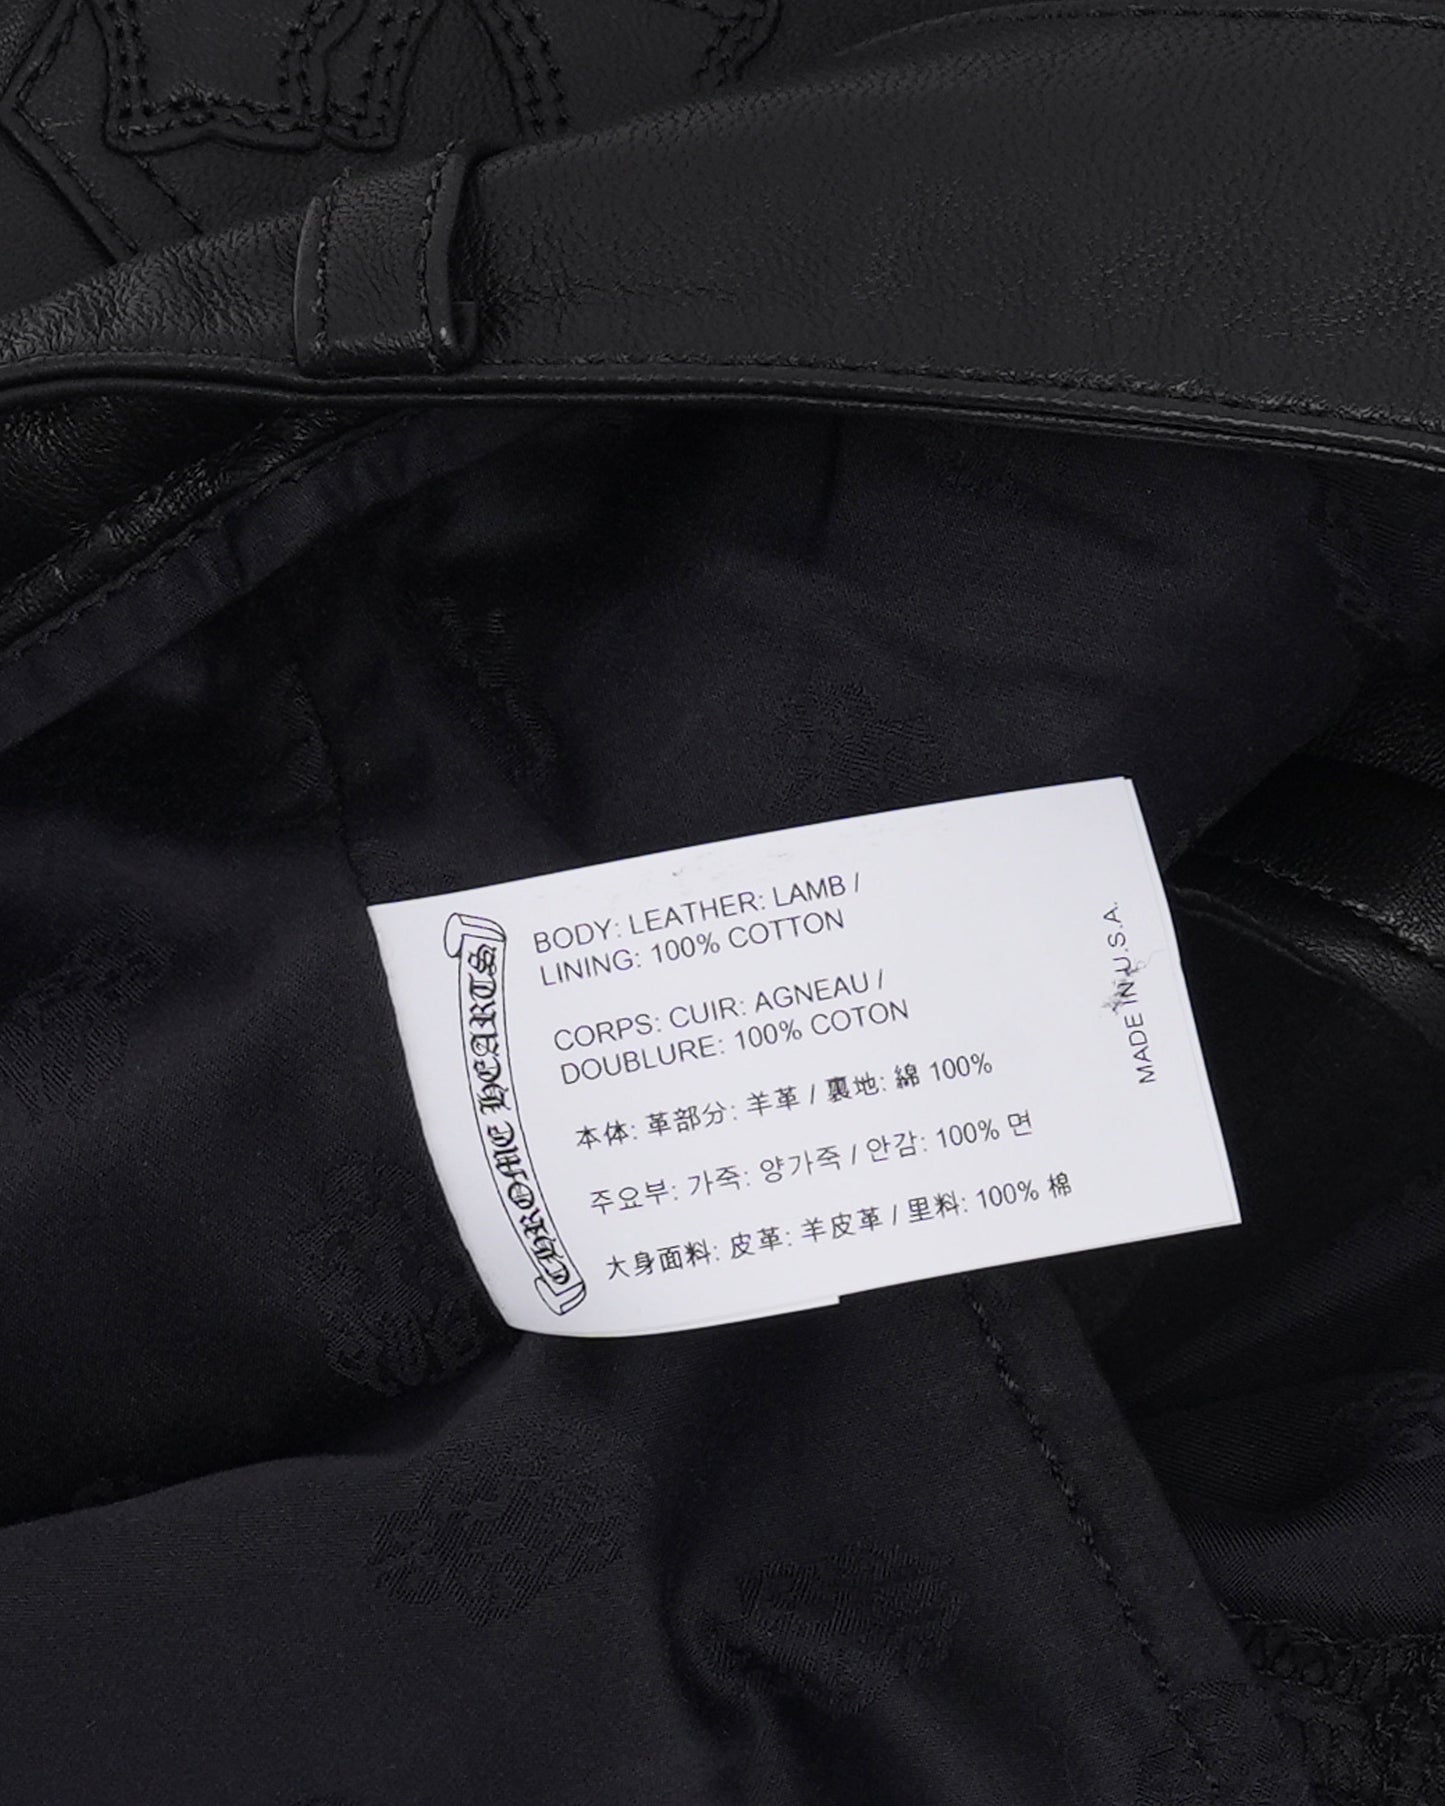 CHROME HEARTS
BODY: LEATHER: LAMB /
LINING: 100% COTTON
CORPS: CUIR: AGNEAU /
DOUBLURE: 100% COTON
本体: 革部分: 羊革 / 裏地: 綿 100%
주요부: 가죽: 양가죽 / 안감: 100% 면
大身面料: 皮革: 羊皮革 / 里料: 100% 棉
MADE IN U.S.A.